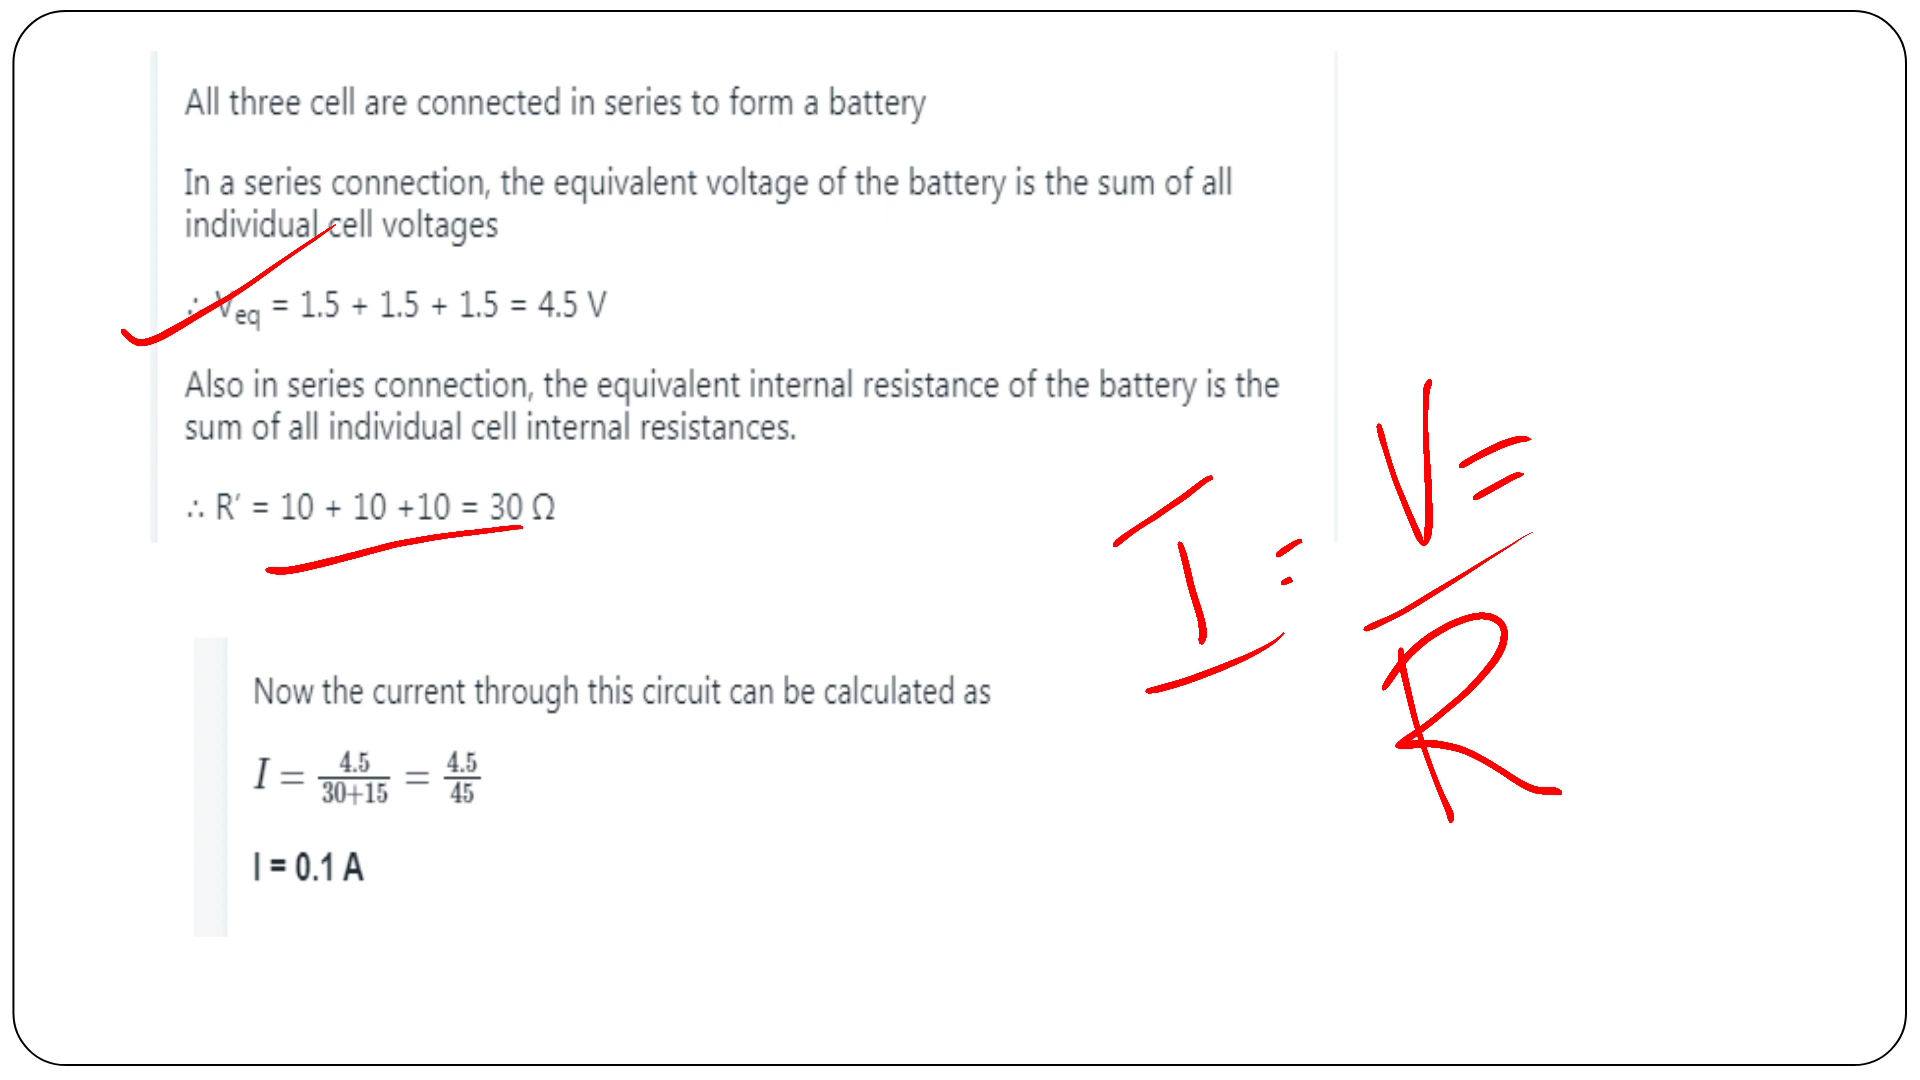 All three cell are connected in series to form a battery
In a series connection, the equivalent voltage of the battery is the sum of all
individual cell voltages
∴ Veq = 1.5 + 1.5 + 1.5 = 4.5 V
Also in series connection, the equivalent internal resistance of the battery is the
sum of all individual cell internal resistances.
∴ R′ = 10 + 10 +10 = 30 Ω
I = V= / R
Now the current through this circuit can be calculated as
I = 4.5/30+15 = 4.5/45
I = 0.1 A